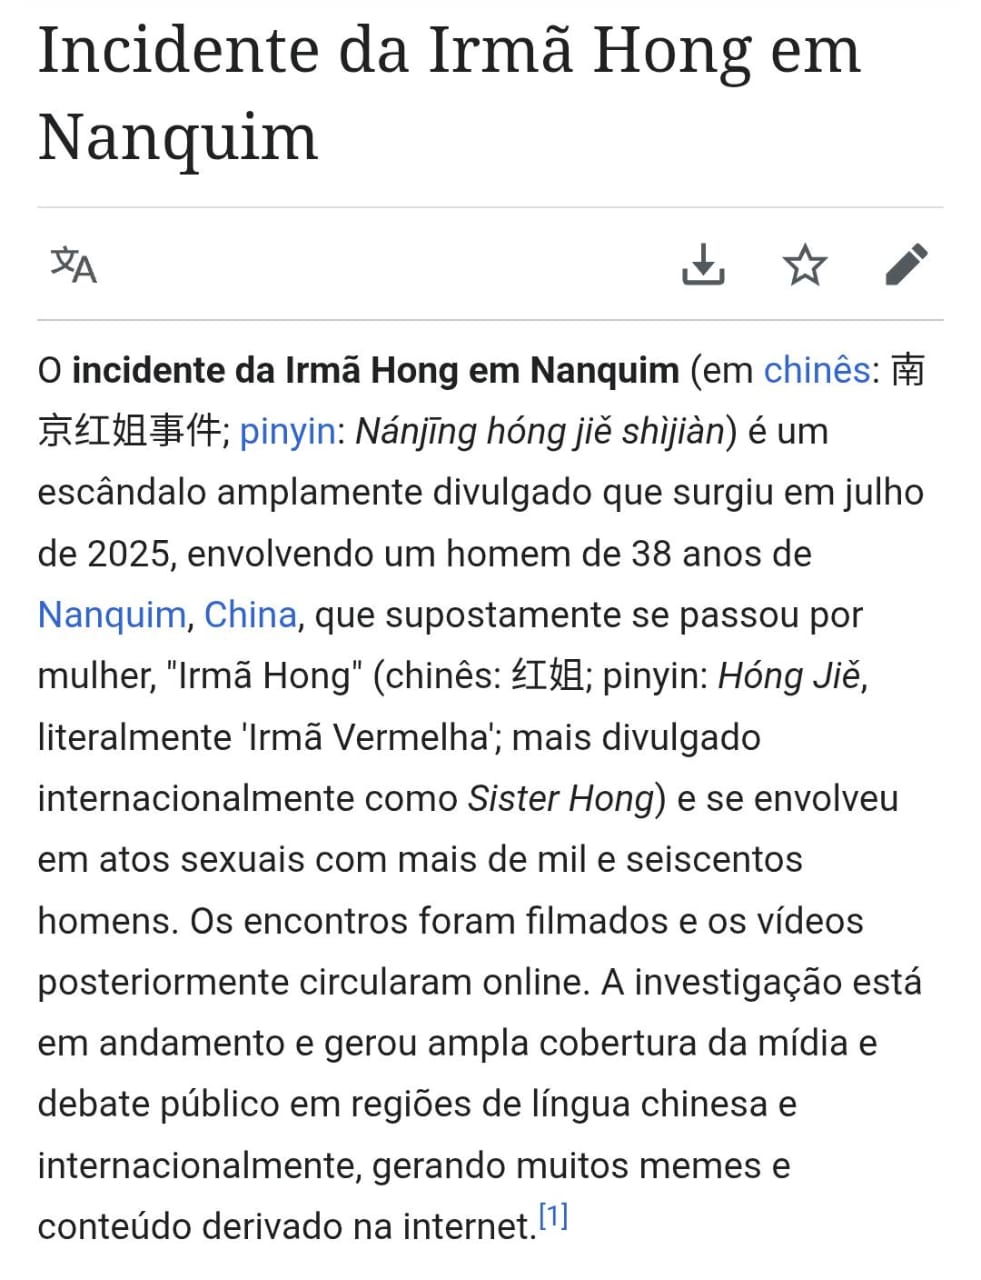 Incidente da Irmã Hong em
Nanquim
文A
O incidente da Irmã Hong em Nanquim (em chinês: 南
京红姐事件; pinyin: Nánjīng hóng jiě shìjiàn) é um
escândalo amplamente divulgado que surgiu em julho
de 2025, envolvendo um homem de 38 anos de
Nanquim, China, que supostamente se passou por
mulher, "Irmã Hong" (chinês: 红姐; pinyin: Hóng Jiě,
literalmente 'Irmã Vermelha'; mais divulgado
internacionalmente como Sister Hong) e se envolveu
em atos sexuais com mais de mil e seiscentos
homens. Os encontros foram filmados e os vídeos
posteriormente circularam online. A investigação está
em andamento e gerou ampla cobertura da mídia e
debate público em regiões de língua chinesa e
internacionalmente, gerando muitos memes e
conteúdo derivado na internet.[1]